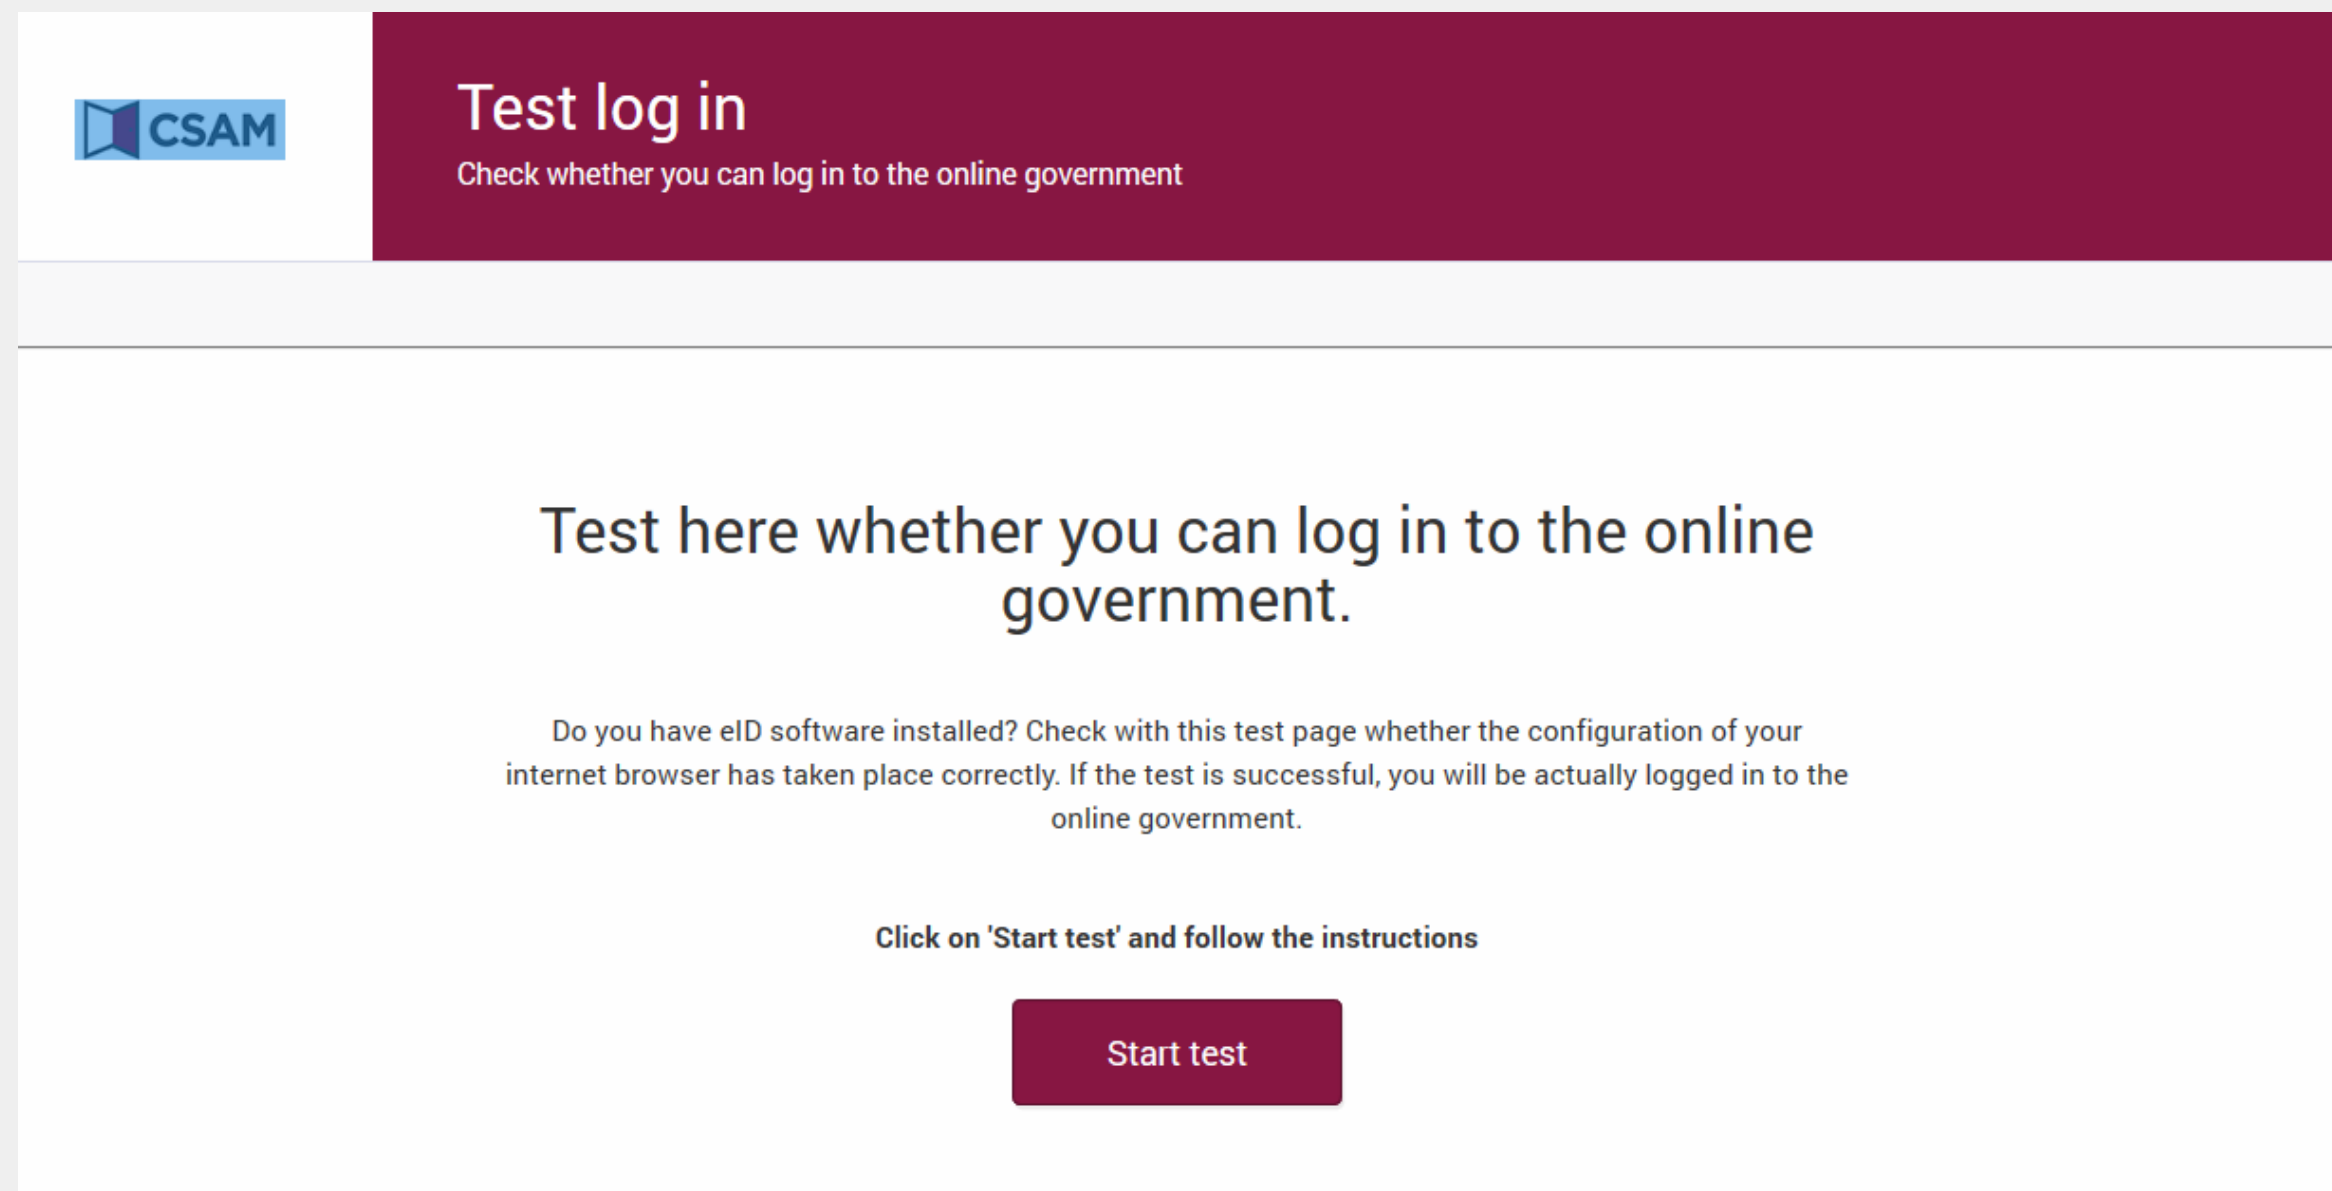 CSAM
Test log in
Check whether you can log in to the online government
Test here whether you can log in to the online
government.
Do you have eID software installed? Check with this test page whether the configuration of your
internet browser has taken place correctly. If the test is successful, you will be actually logged in to the
online government.
Click on 'Start test' and follow the instructions
Start test